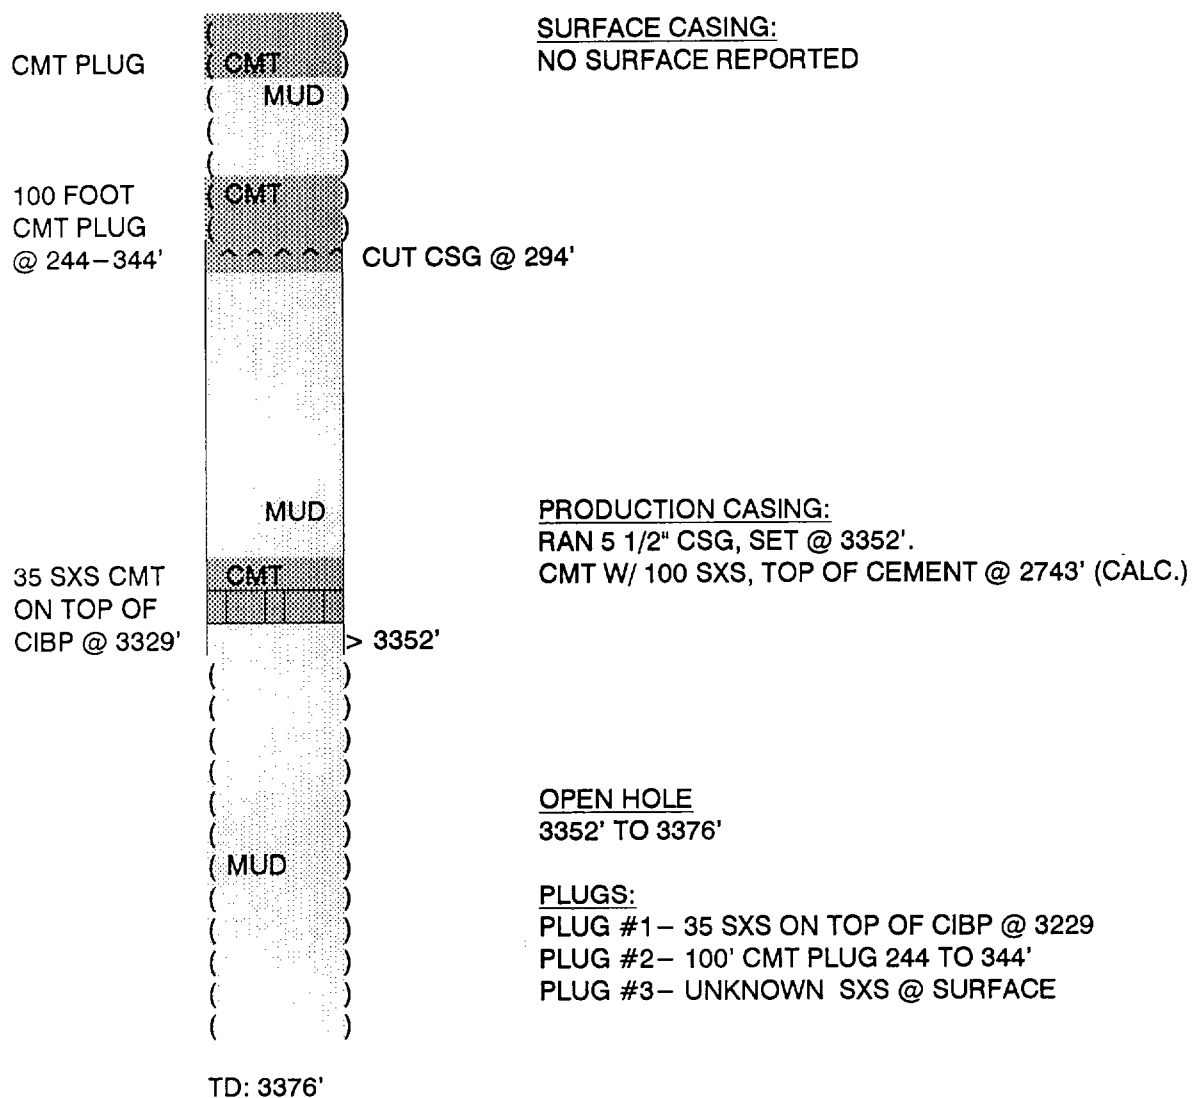 SURFACE CASING:
NO SURFACE REPORTED
CMT PLUG
CMT
MUD
100 FOOT
CMT PLUG
@ 244-344'
CMT
CUT CSG @ 294'
MUD
PRODUCTION CASING:
RAN 5 1/2" CSG, SET @ 3352'.
CMT W/ 100 SXS, TOP OF CEMENT @ 2743' (CALC.)
35 SXS CMT
ON TOP OF
CIBP @ 3329'
CMT
> 3352'
OPEN HOLE
3352' TO 3376'
MUD
PLUGS:
PLUG #1- 35 SXS ON TOP OF CIBP @ 3229
PLUG #2- 100' CMT PLUG 244 TO 344'
PLUG #3- UNKNOWN SXS @ SURFACE
TD: 3376'